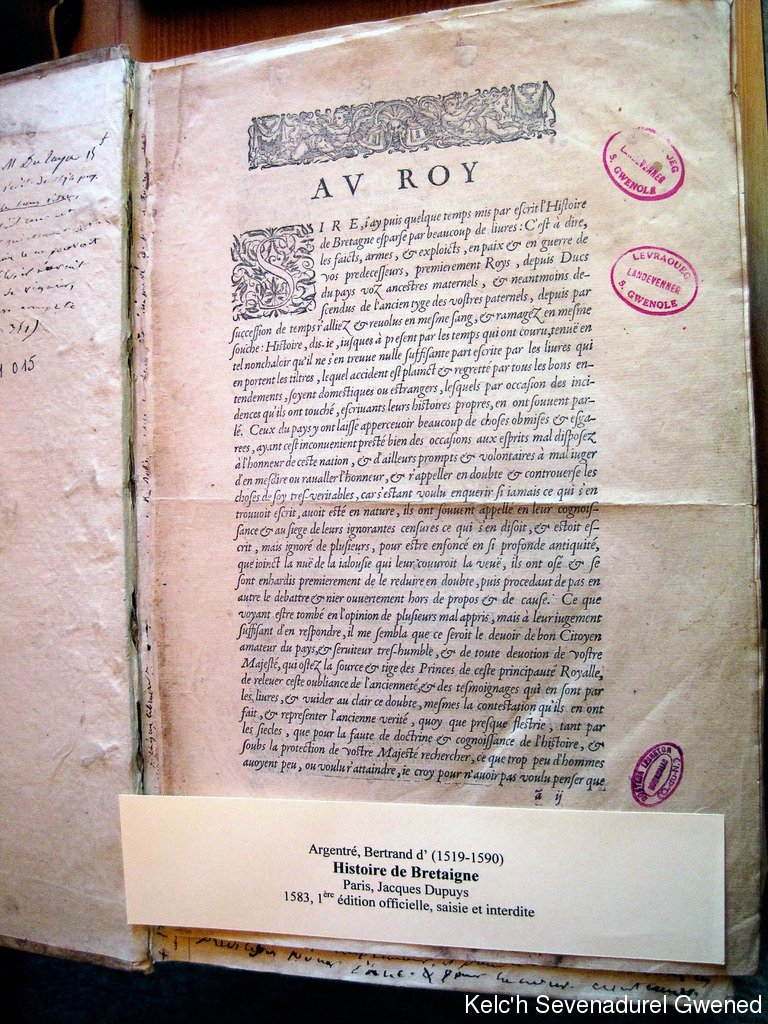 AV ROY
SIRE, i'ay puis quelque temps mis par escrit l'Histoire
de Bretagne esparse par beaucoup de liures: C'est à dire,
les faicts, armes, & exploicts, en paix & en guerre de
vos predecesseurs, premierement Roys, depuis Ducs
du pays voz ancestres maternels, & neantmoins de-
scendus de l'ancien tyge des vostres paternels, depuis par
succession de temps r'alliez & reuolus en mesme sang, & ramagez en mesme
souche: Histoire, dis-ie, iusques à present par les temps qui ont couru, tenuë en
tel nonchaloir qu'il ne s'en treuue nulle suffisante part escrite par les liures qui
en portent les tiltres, lequel accident est plainct & regretté par tous les bons en-
tendements, soyent domestiques ou estrangers, lesquels par occasion des inci-
dences qu'ils ont touché, escriuants leurs histoires propres, en ont souuent par-
lé. Ceux du pays y ont laissé apperceuoir beaucoup de choses obmises & esga-
rees, ayant cest inconuenient presté bien des occasions aux esprits mal disposez
à l'honneur de ceste nation, & d'ailleurs prompts & volontaires à mal iuger
d'en mesdire ou raualler l'honneur, & r'appeller en doubte & controuerse les
choses de soy tres-veritables, car s'estant voulu enquerir si iamais ce qui s'en
trouuoit escrit, auoit esté en nature, ils ont souuent appellé en leur cognois-
sance & au siege de leurs ignorantes censures ce qui s'en disoit, & estoit es-
crit, mais ignoré de plusieurs, pour estre enfoncé en si profonde antiquité,
que ioinct la nuë de la ialousie qui leur couuroit la veuë, ils ont osé & se
sont enhardis premierement de le reduire en doubte, puis procedant de pas en
autre le debattre & nier ouuertement hors de propos & de cause. Ce que
voyant estre tombé en l'opinion de plusieurs mal appris, mais à leur iugement
suffisant d'en respondre, il me sembla que ce seroit le deuoir de bon Citoyen
amateur du pays, & seruiteur tres-humble, & de toute deuotion de vostre
Majesté, qui ostez la source & tige des Princes de ceste principauté Royalle,
de releuer ceste oubliance de l'ancienneté, & des tesmoignages qui en sont par
les liures, & vuider au clair ce doubte, mesmes la contestation qu'ils en ont
fait, & representer l'ancienne verité, quoy que presque flestrie, tant par
les siecles, que pour la faute de doctrine & cognoissance de l'histoire, &
soubs la protection de vostre Majesté rechercher, ce que trop peu d'hommes
auoyent peu, ou voulu r'attaindre, ie croy pour n'auoir pas voulu penser que
ā ij
LANDEVENNER
S. GWENOLE
LEVRAOUEG
LANDEVENNER
S. GWENOLE
Argentré, Bertrand d' (1519-1590)
Histoire de Bretaigne
Paris, Jacques Dupuys
1583, 1ère édition officielle, saisie et interdite
Kelc'h Sevenadurel Gwened